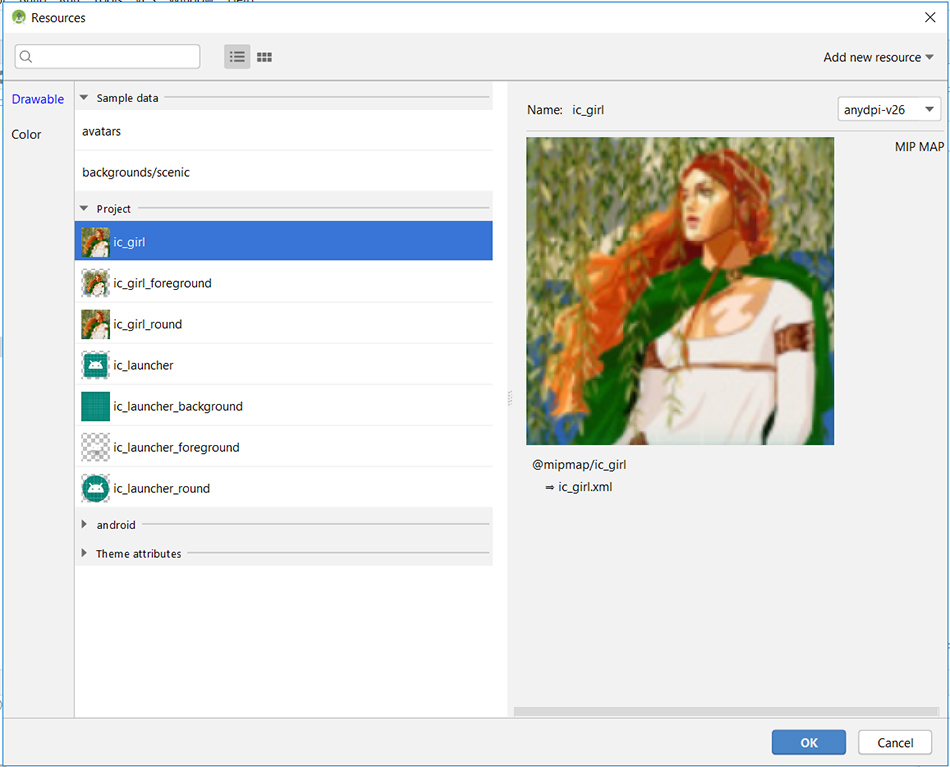 Resources
Add new resource
Drawable
Color
Sample data
avatars
backgrounds/scenic
Project
ic_girl
ic_girl_foreground
ic_girl_round
ic_launcher
ic_launcher_background
ic_launcher_foreground
ic_launcher_round
android
Theme attributes
Name: ic_girl
anydpi-v26
MIP MAP
@mipmap/ic_girl
⇒ ic_girl.xml
OK
Cancel